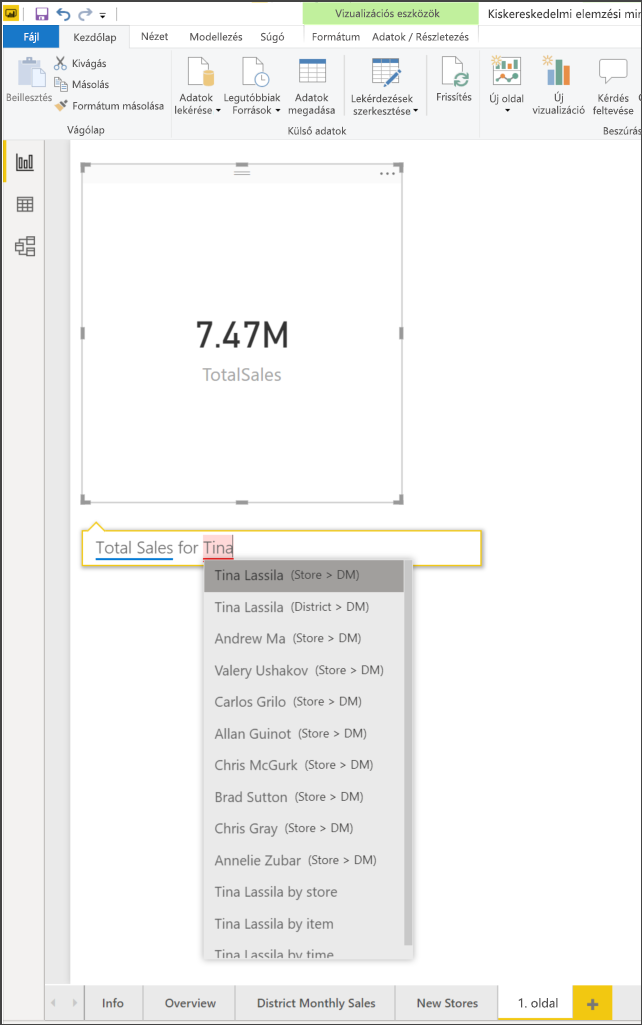 Vizualizációs eszközök
Kiskereskedelmi elemzési min
Fájl
Kezdőlap
Nézet
Modellezés
Súgó
Formátum
Adatok / Részletezés
Beillesztés
Kivágás
Másolás
Formátum másolása
Vágólap
Adatok lekérése
Legutóbbiak Források
Adatok megadása
Lekérdezések szerkesztése
Külső adatok
Frissítés
Új oldal
Új vizualizáció
Kérdés feltevése
Beszúrás
7.47M
TotalSales
Total Sales for Tina
Tina Lassila (Store > DM)
Tina Lassila (District > DM)
Andrew Ma (Store > DM)
Valery Ushakov (Store > DM)
Carlos Grilo (Store > DM)
Allan Guinot (Store > DM)
Chris McGurk (Store > DM)
Brad Sutton (Store > DM)
Chris Gray (Store > DM)
Annelie Zubar (Store > DM)
Tina Lassila by store
Tina Lassila by item
Tina Lassila by time
Info
Overview
District Monthly Sales
New Stores
1. oldal